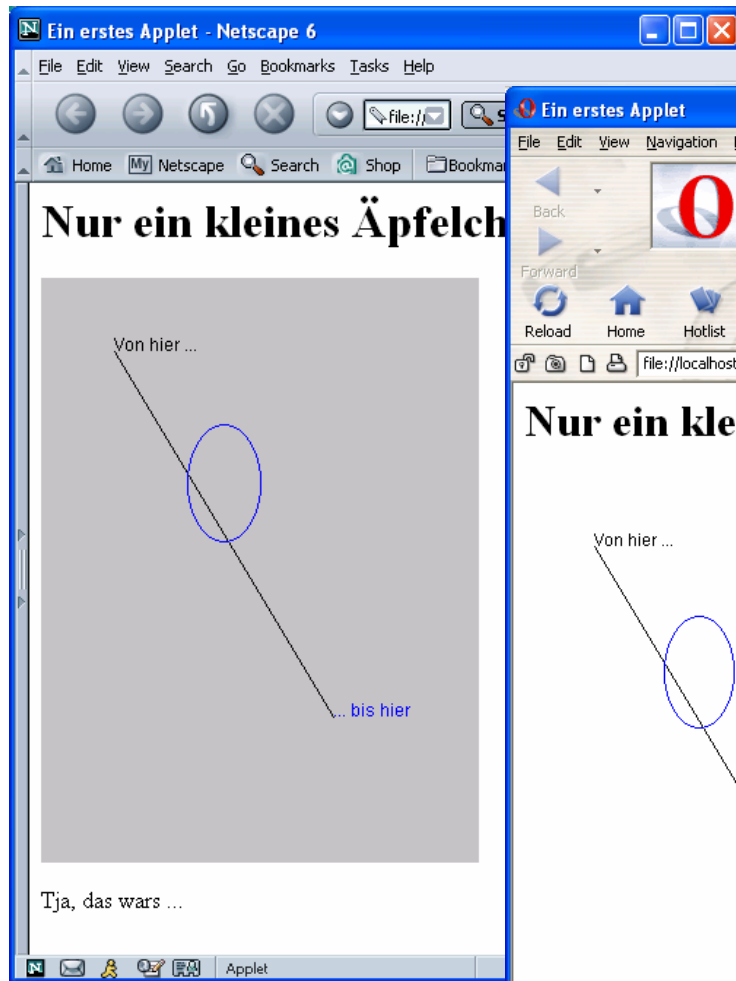 Ein erstes Applet - Netscape 6
File Edit View Search Go Bookmarks Tasks Help
file:/
Home My Netscape Search Shop
Nur ein kleines Äpfelch
Von hier ...
... bis hier
Tja, das wars ...
Applet
Ein erstes Applet
File Edit View Navigation
Back
Forward
Reload Home Hotlist
file://localhost
Nur ein kle
Von hier ...